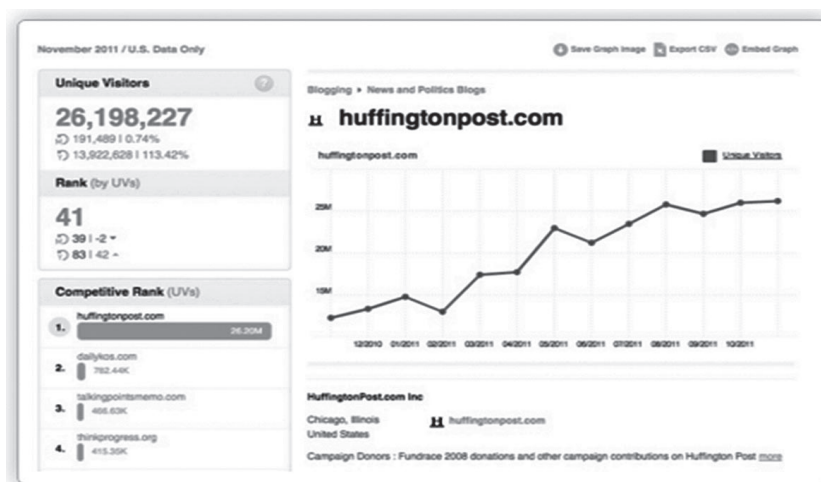 November 2011 / U.S. Data Only
Save Graph Image Export CSV Embed Graph
Unique Visitors ?
26,198,227
191,489 | 0.74%
13,922,628 | 113.42%
Rank (by UVs)
41
39 | -2
83 | 42
Competitive Rank (UVs)
1. huffingtonpost.com
26.20M
2. dailykos.com
782.44K
3. talkingpointsmemo.com
466.63K
4. thinkprogress.org
415.35K
Blogging ▸ News and Politics Blogs
H huffingtonpost.com
huffingtonpost.com Unique Visitors
25M
20M
15M
12/2010 01/2011 02/2011 03/2011 04/2011 05/2011 06/2011 07/2011 08/2011 09/2011 10/2011
HuffingtonPost.com Inc
Chicago, Illinois H huffingtonpost.com
United States
Campaign Donors : Fundrace 2008 donations and other campaign contributions on Huffington Post more